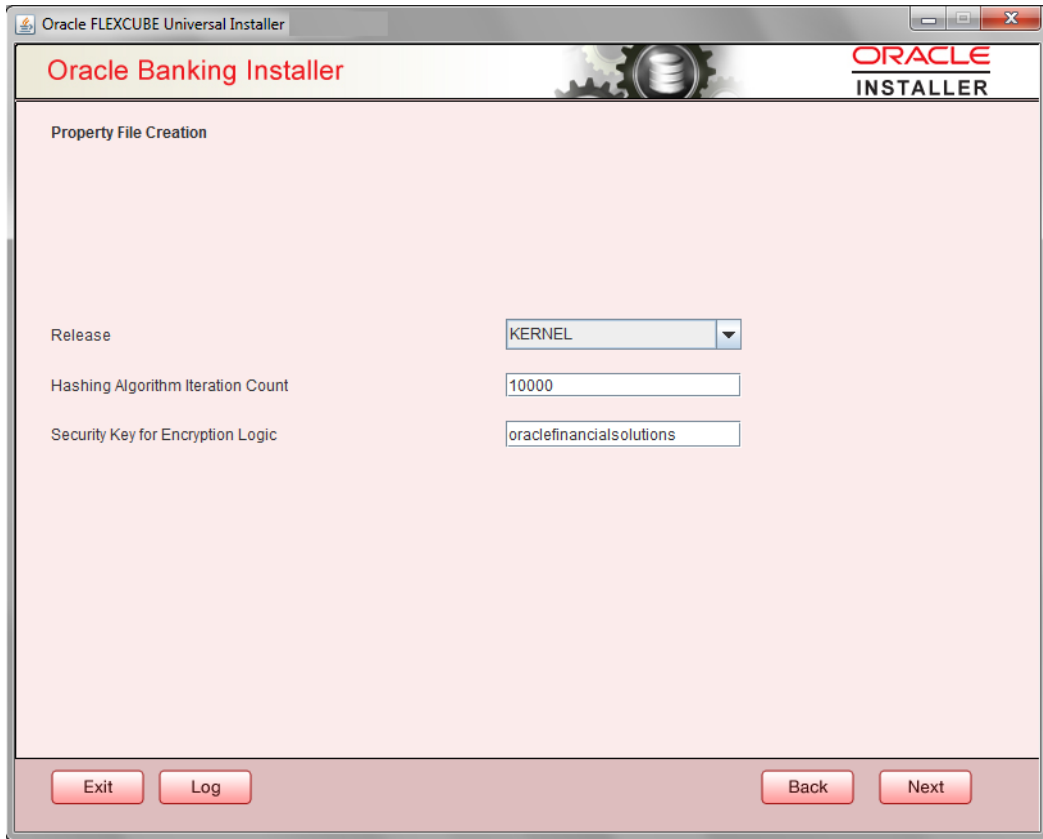 Oracle FLEXCUBE Universal Installer
Oracle Banking Installer
ORACLE
INSTALLER
Property File Creation
Release
KERNEL
Hashing Algorithm Iteration Count
10000
Security Key for Encryption Logic
oraclefinancialsolutions
Exit
Log
Back
Next